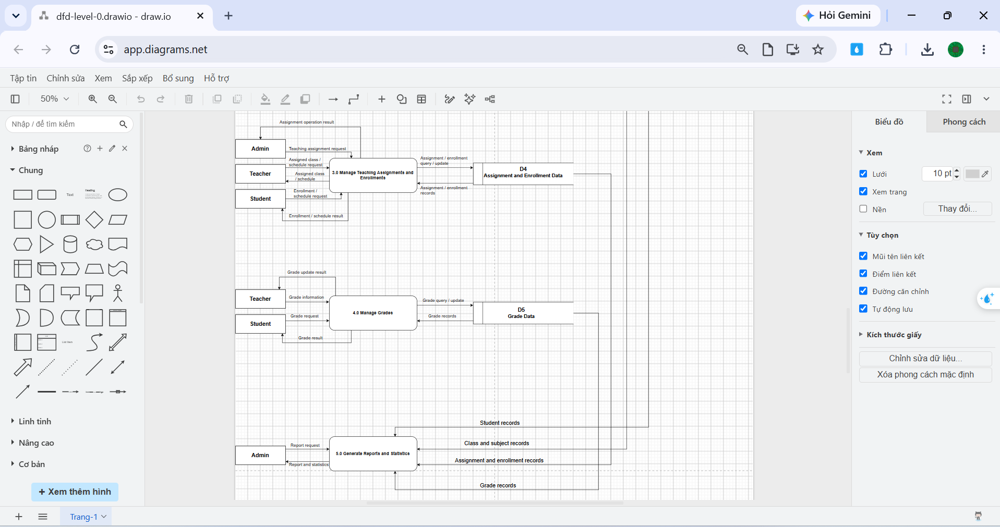 dfd-level-0.drawio - draw.io
Hỏi Gemini
app.diagrams.net
Tập tin
Chỉnh sửa
Xem
Sắp xếp
Bổ sung
Hỗ trợ
50%
Nhập / để tìm kiếm
Bảng nháp
Chung
Text
Heading
List Item
Linh tinh
Nâng cao
Cơ bản
+ Xem thêm hình
Assignment operation result
Admin
Teaching assignment request
Assigned class /
schedule request
Teacher
Assigned class
/ schedule
Enrollment /
schedule request
Student
Enrollment / schedule result
3.0 Manage Teaching Assignments and
Enrollments
Assignment / enrollment
query / update
D4
Assignment and Enrollment Data
Assignment / enrollment
records
Grade update result
Teacher
Grade information
Grade request
Student
Grade result
4.0 Manage Grades
Grade query / update
Grade records
D5
Grade Data
Student records
Class and subject records
Report request
Admin
Report and statistics
5.0 Generate Reports and Statistics
Assignment and enrollment records
Grade records
Biểu đồ
Phong cách
Xem
Lưới
10 pt
Xem trang
Nền
Thay đổi...
Tùy chọn
Mũi tên liên kết
Điểm liên kết
Đường căn chỉnh
Tự động lưu
Kích thước giấy
Chỉnh sửa dữ liệu...
Xóa phong cách mặc định
Trang-1